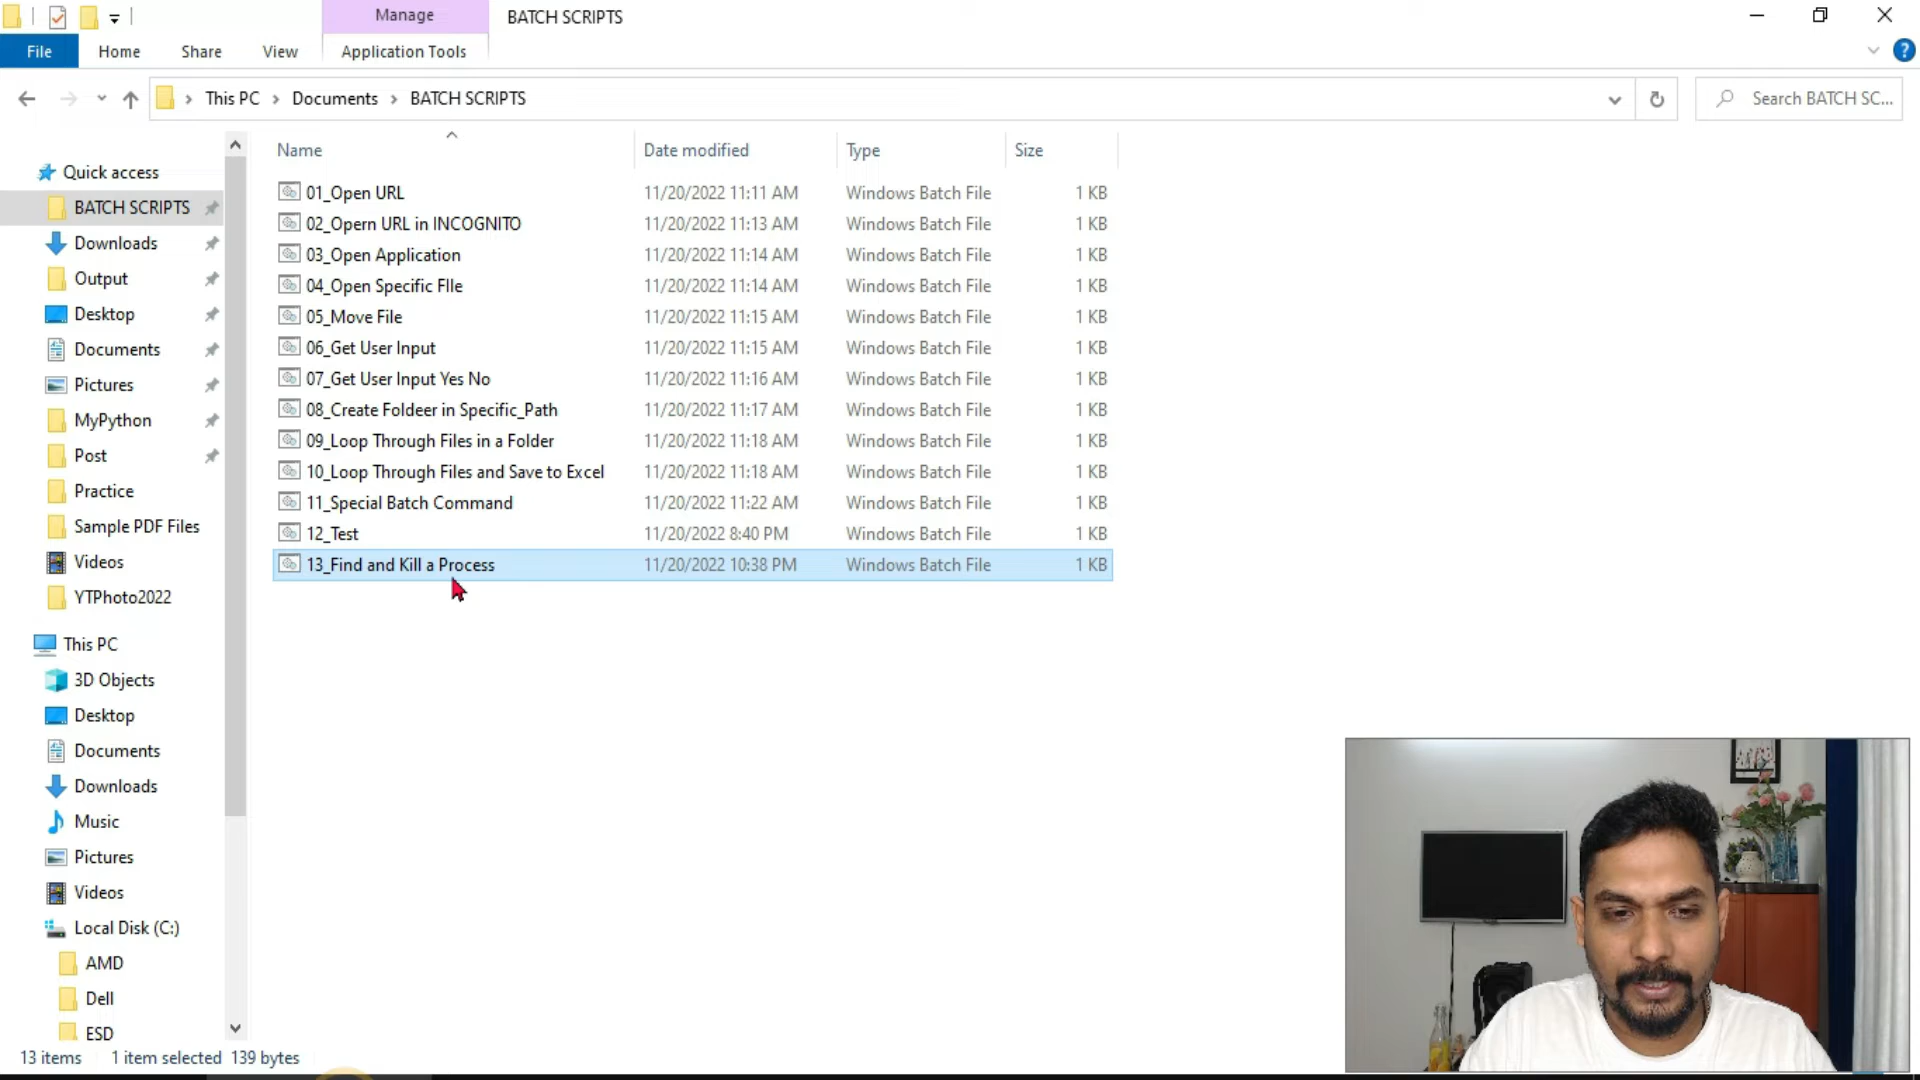 Manage
BATCH SCRIPTS
File
Home
Share
View
Application Tools
This PC
Documents
BATCH SCRIPTS
Search BATCH SC...
Name
Date modified
Type
Size
Quick access
BATCH SCRIPTS
Downloads
Output
Desktop
Documents
Pictures
MyPython
Post
Practice
Sample PDF Files
Videos
YTPhoto2022
This PC
3D Objects
Desktop
Documents
Downloads
Music
Pictures
Videos
Local Disk (C:)
AMD
Dell
ESD
01_Open URL 11/20/2022 11:11 AM Windows Batch File 1 KB
02_Opern URL in INCOGNITO 11/20/2022 11:13 AM Windows Batch File 1 KB
03_Open Application 11/20/2022 11:14 AM Windows Batch File 1 KB
04_Open Specific FIle 11/20/2022 11:14 AM Windows Batch File 1 KB
05_Move File 11/20/2022 11:15 AM Windows Batch File 1 KB
06_Get User Input 11/20/2022 11:15 AM Windows Batch File 1 KB
07_Get User Input Yes No 11/20/2022 11:16 AM Windows Batch File 1 KB
08_Create Foldeer in Specific_Path 11/20/2022 11:17 AM Windows Batch File 1 KB
09_Loop Through Files in a Folder 11/20/2022 11:18 AM Windows Batch File 1 KB
10_Loop Through Files and Save to Excel 11/20/2022 11:18 AM Windows Batch File 1 KB
11_Special Batch Command 11/20/2022 11:22 AM Windows Batch File 1 KB
12_Test 11/20/2022 8:40 PM Windows Batch File 1 KB
13_Find and Kill a Process 11/20/2022 10:38 PM Windows Batch File 1 KB
13 items 1 item selected 139 bytes